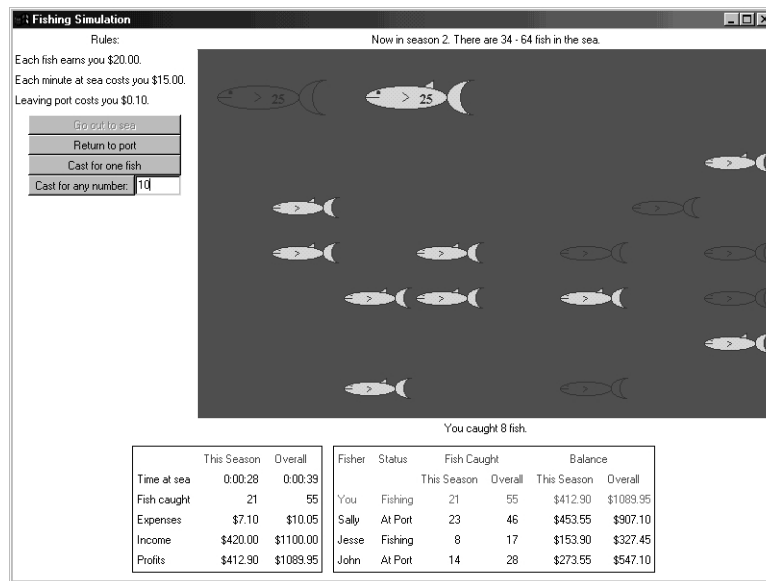 Fishing Simulation
Rules:
Each fish earns you $20.00.
Each minute at sea costs you $15.00.
Leaving port costs you $0.10.
Go out to sea
Return to port
Cast for one fish
Cast for any number: 10
Now in season 2. There are 34 - 64 fish in the sea.
> 25 > 25
>
>
> >
> > >
>
>
You caught 8 fish.
This Season Overall
Time at sea 0:00:28 0:00:39
Fish caught 21 55
Expenses $7.10 $10.05
Income $420.00 $1100.00
Profits $412.90 $1089.95
Fisher Status Fish Caught Balance
This Season Overall This Season Overall
You Fishing 21 55 $412.90 $1089.95
Sally At Port 23 46 $453.55 $907.10
Jesse Fishing 8 17 $153.90 $327.45
John At Port 14 28 $273.55 $547.10